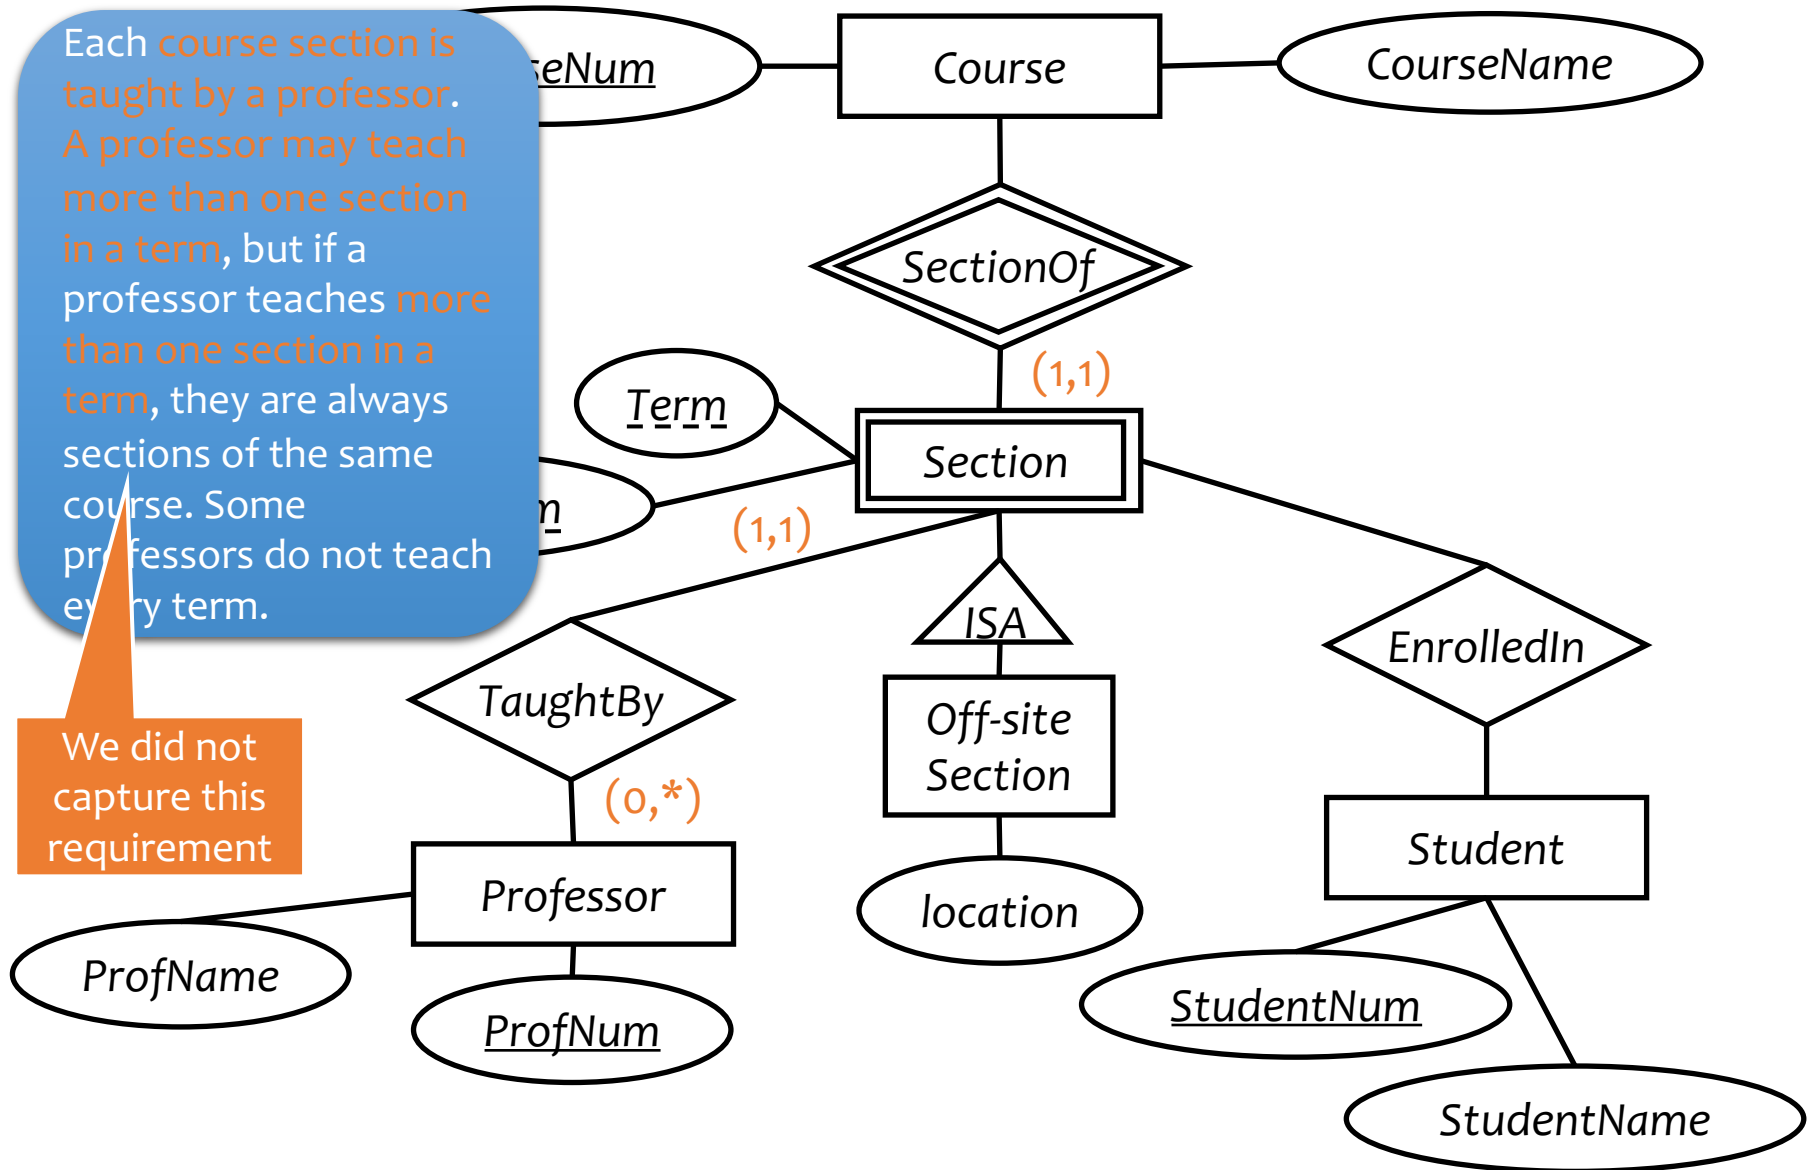 Each course section is
taught by a professor.
A professor may teach
more than one section
in a term, but if a
professor teaches more
than one section in a
term, they are always
sections of the same
course. Some
professors do not teach
every term.
We did not
capture this
requirement
seNum
Course
CourseName
SectionOf
(1,1)
Term
Section
m
(1,1)
ISA
TaughtBy
EnrolledIn
Off-site
Section
(0,*)
Professor
Student
location
ProfName
ProfNum
StudentNum
StudentName